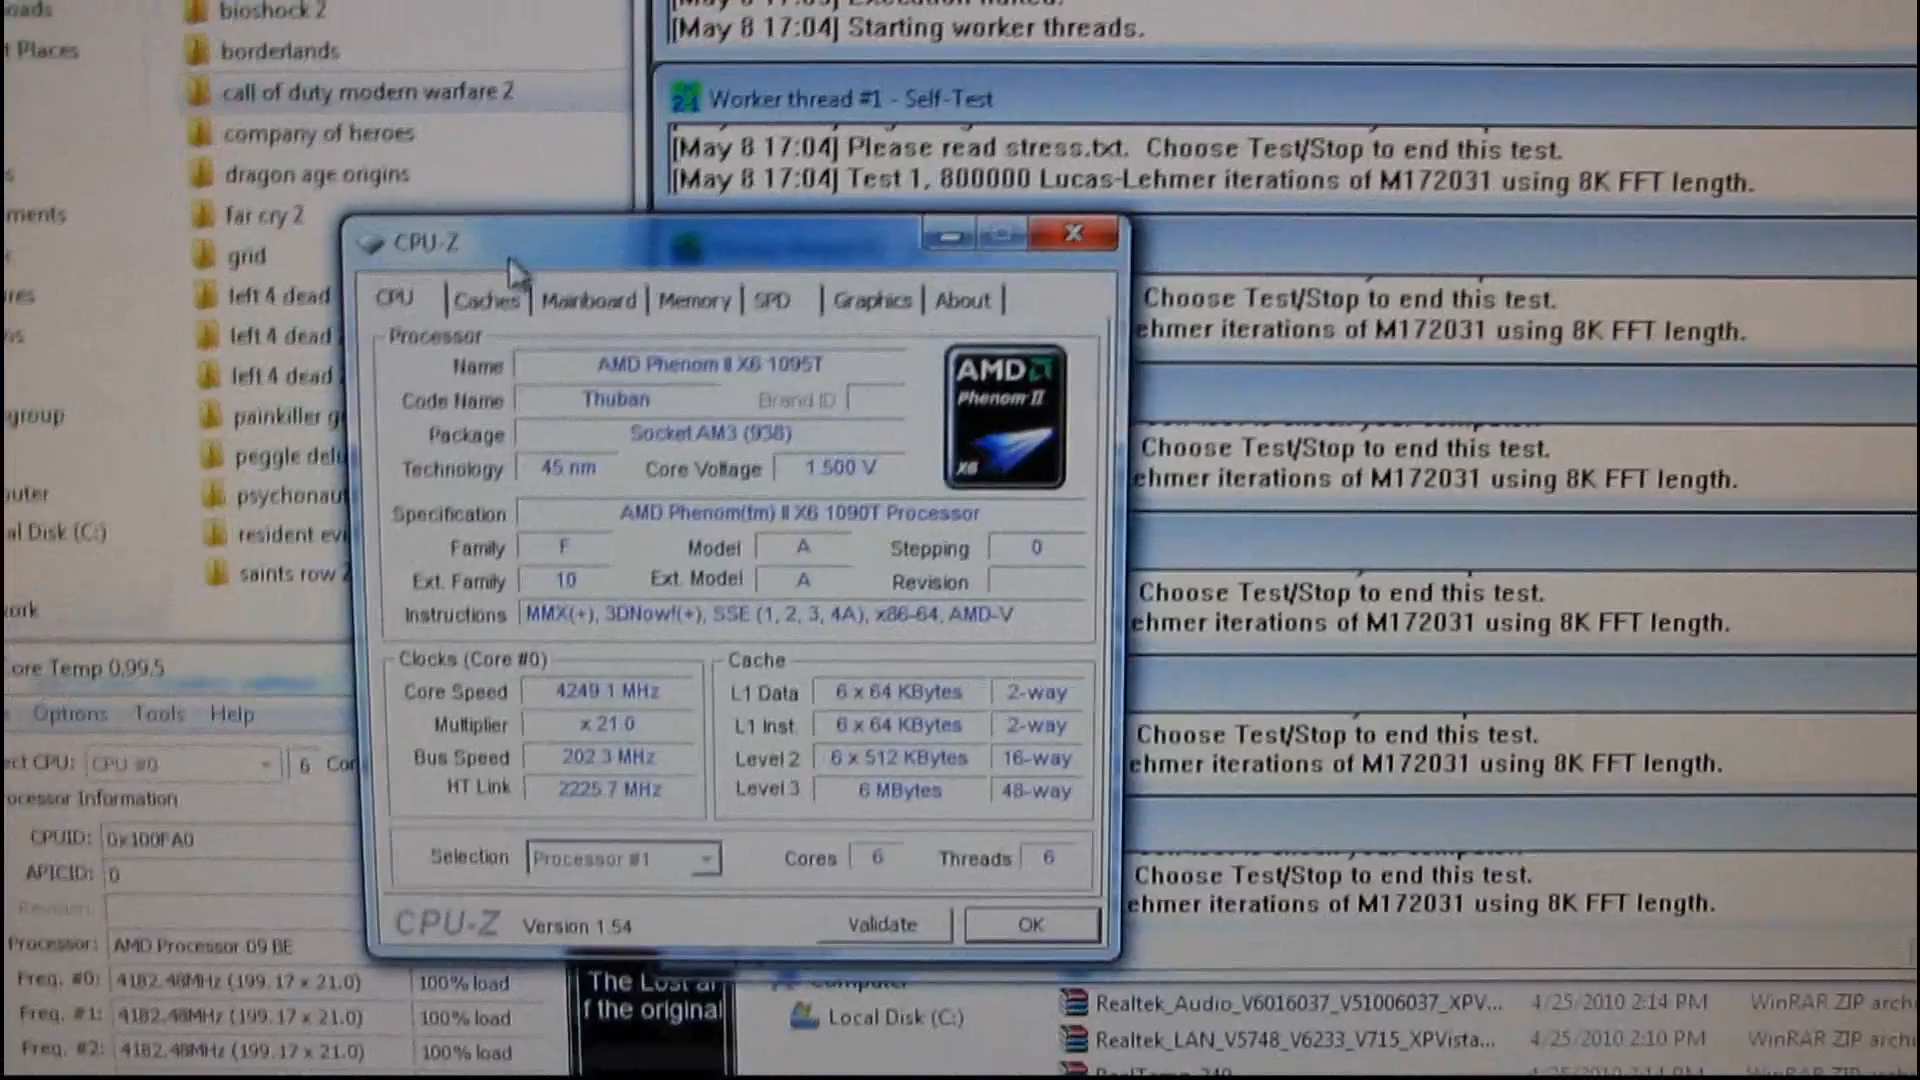 oads
t Places
ments
group
al Disk (C:)
bioshock 2
borderlands
call of duty modern warfare 2
company of heroes
dragon age origins
far cry 2
grid
left 4 dead
left 4 dead
left 4 dead
painkiller g
peggle delu
psychonaut
resident evi
saints row 2
[May 8 17:04] Starting worker threads.
Worker thread #1 - Self-Test
[May 8 17:04] Please read stress.txt. Choose Test/Stop to end this test.
[May 8 17:04] Test 1, 800000 Lucas-Lehmer iterations of M172031 using 8K FFT length.
Choose Test/Stop to end this test.
ehmer iterations of M172031 using 8K FFT length.
Choose Test/Stop to end this test.
ehmer iterations of M172031 using 8K FFT length.
Choose Test/Stop to end this test.
ehmer iterations of M172031 using 8K FFT length.
Choose Test/Stop to end this test.
ehmer iterations of M172031 using 8K FFT length.
Choose Test/Stop to end this test.
ehmer iterations of M172031 using 8K FFT length.
CPU-Z
CPU Caches Mainboard Memory SPD Graphics About
Processor
Name AMD Phenom II X6 1095T
Code Name Thuban Brand ID
Package Socket AM3 (938)
Technology 45 nm Core Voltage 1.500 V
AMD
Phenom II
X6
Specification AMD Phenom(tm) II X6 1090T Processor
Family F Model A Stepping 0
Ext. Family 10 Ext. Model A Revision
Instructions MMX(+), 3DNow!(+), SSE (1, 2, 3, 4A), x86-64, AMD-V
Clocks (Core #0)
Core Speed 4249.1 MHz
Multiplier x 21.0
Bus Speed 202.3 MHz
HT Link 2225.7 MHz
Cache
L1 Data 6 x 64 KBytes 2-way
L1 Inst. 6 x 64 KBytes 2-way
Level 2 6 x 512 KBytes 16-way
Level 3 6 MBytes 48-way
Selection Processor #1 Cores 6 Threads 6
CPU-Z Version 1.54 Validate OK
ore Temp 0.99.5
Options Tools Help
ect CPU: CPU #0 6 Cor
ocessor Information
CPUID: 0x100FA0
APICID: 0
Revision:
Processor: AMD Processor 09 BE
Freq. #0: 4182.48MHz (199.17 x 21.0) 100% load
Freq. #1: 4182.48MHz (199.17 x 21.0) 100% load
Freq. #2: 4182.48MHz (199.17 x 21.0) 100% load
The Lost an
f the original
Computer
Local Disk (C:)
Realtek_Audio_V6016037_V51006037_XPV... 4/25/2010 2:14 PM WinRAR ZIP archi
Realtek_LAN_V5748_V6233_V715_XPVista... 4/25/2010 2:10 PM WinRAR ZIP archi